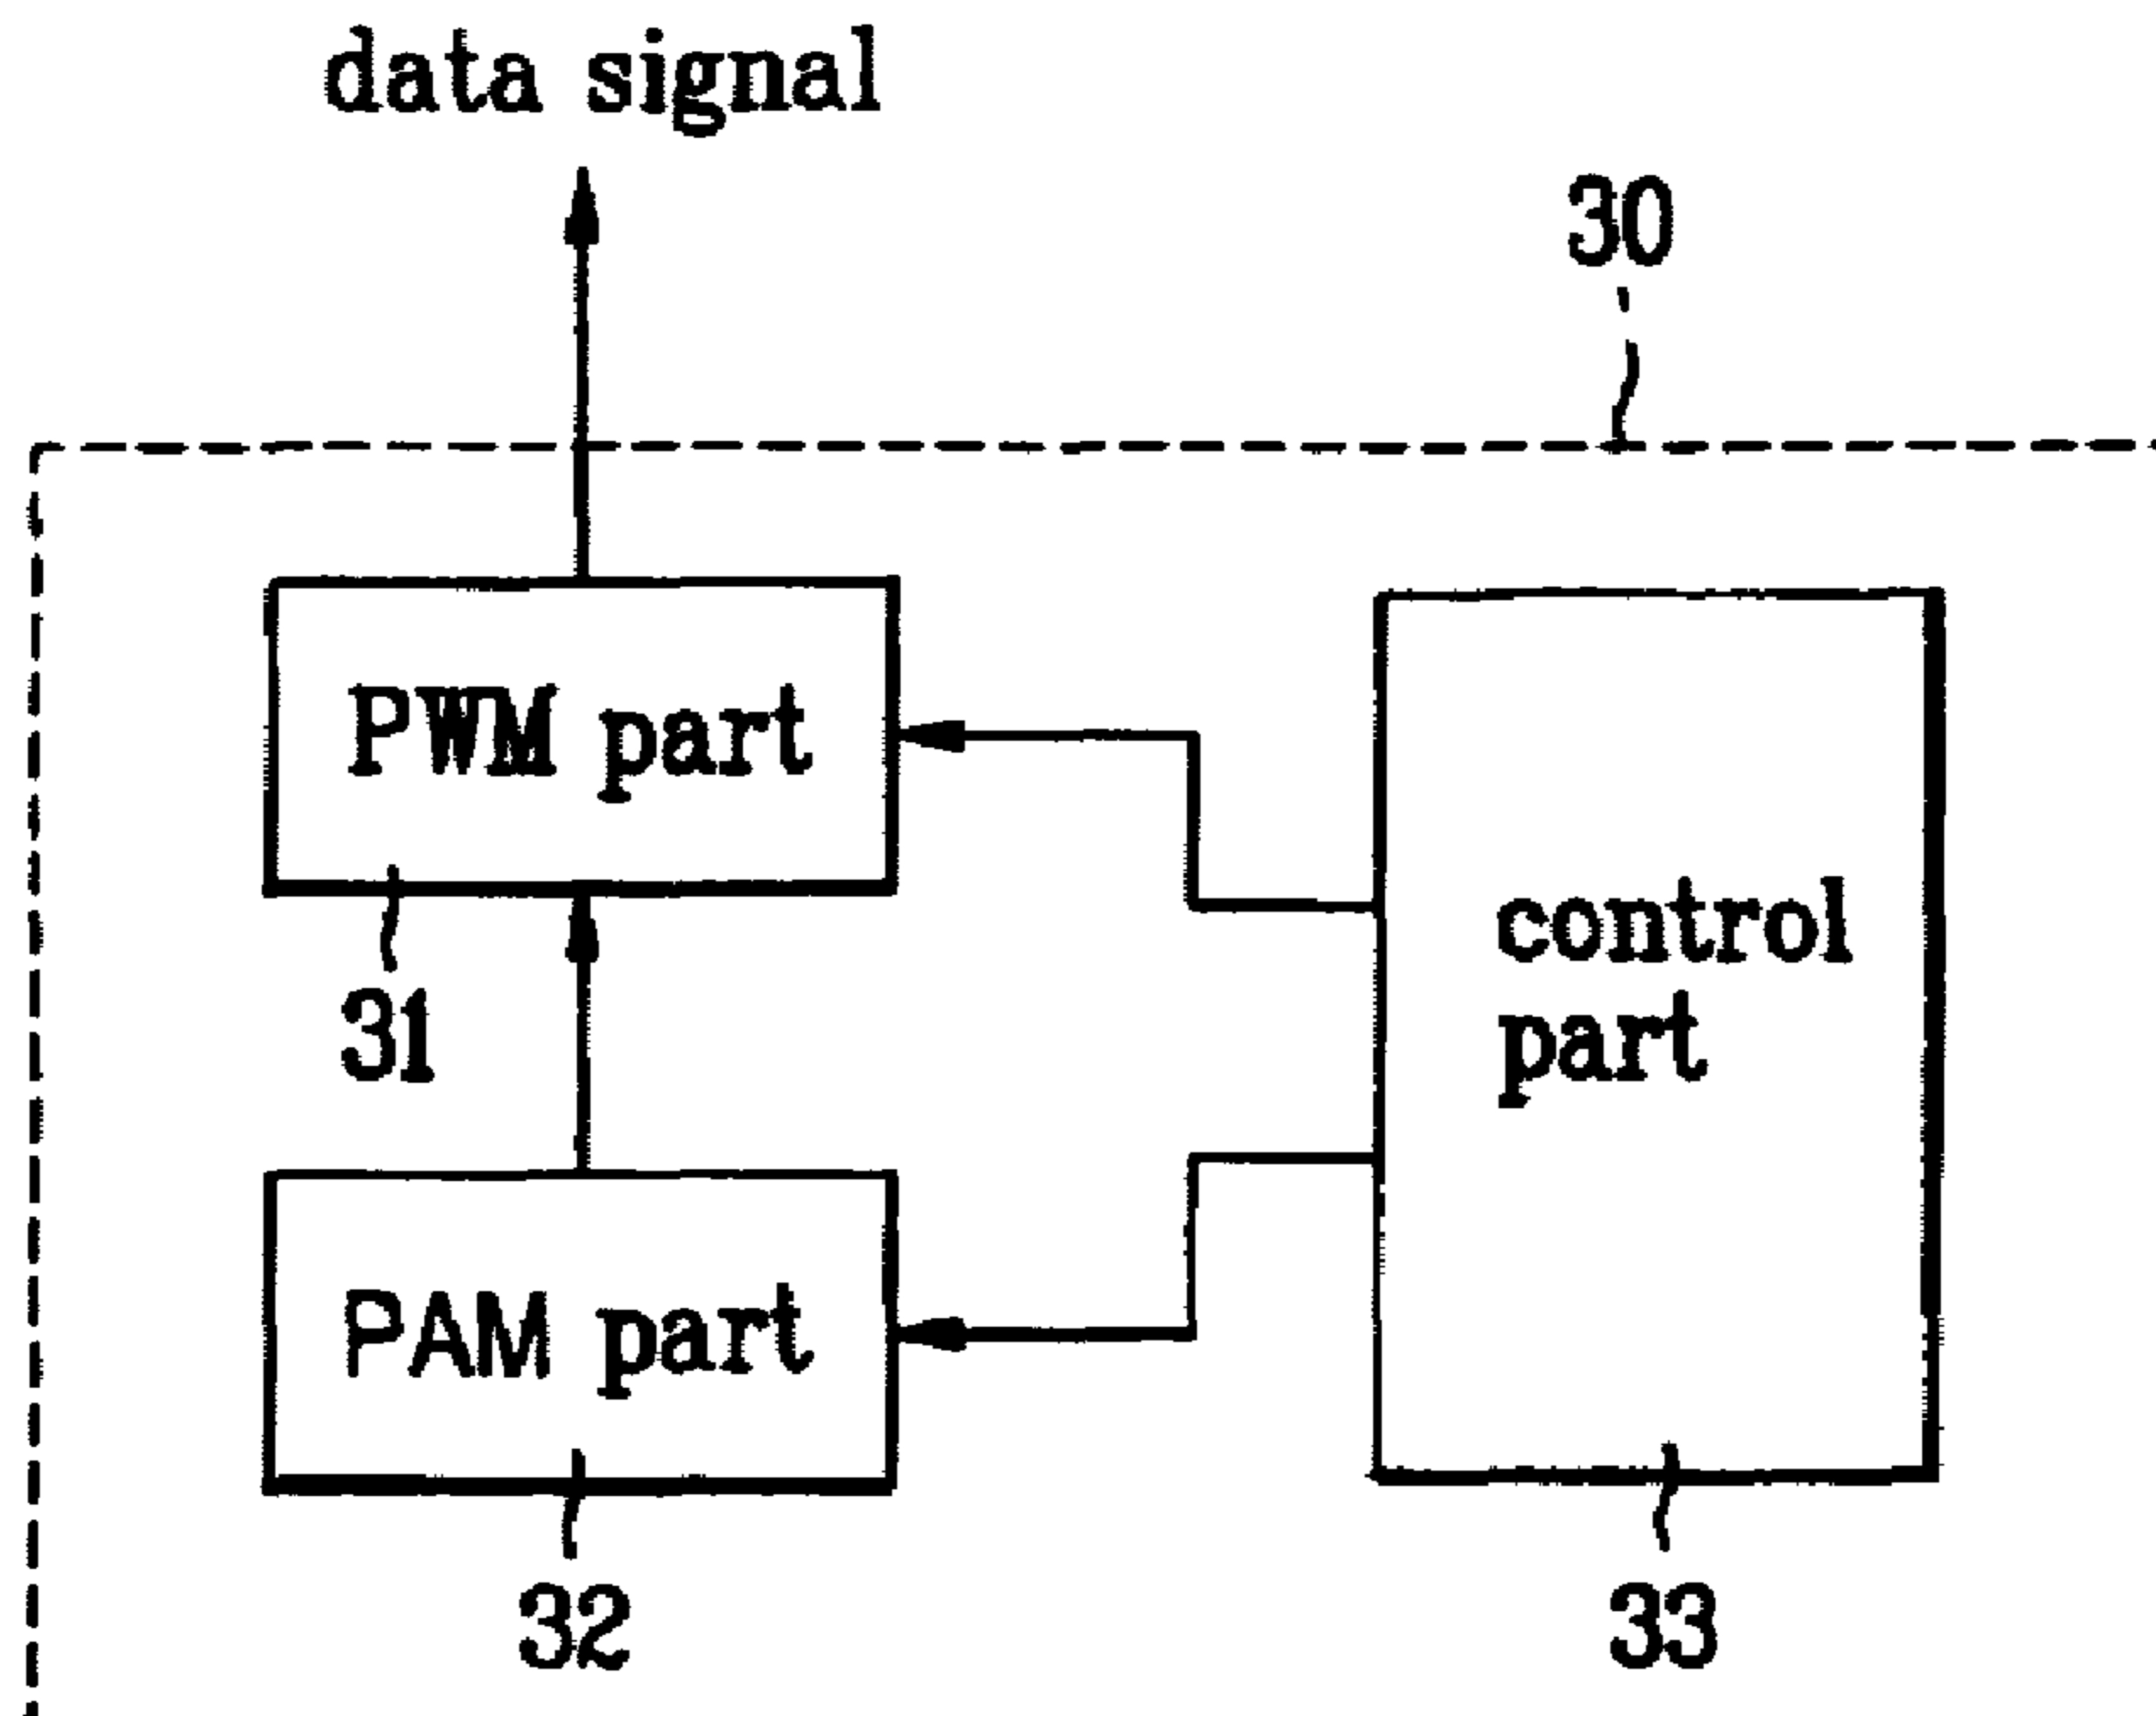 data signal
30
PWM part
31
control
part
PAM part
32
33